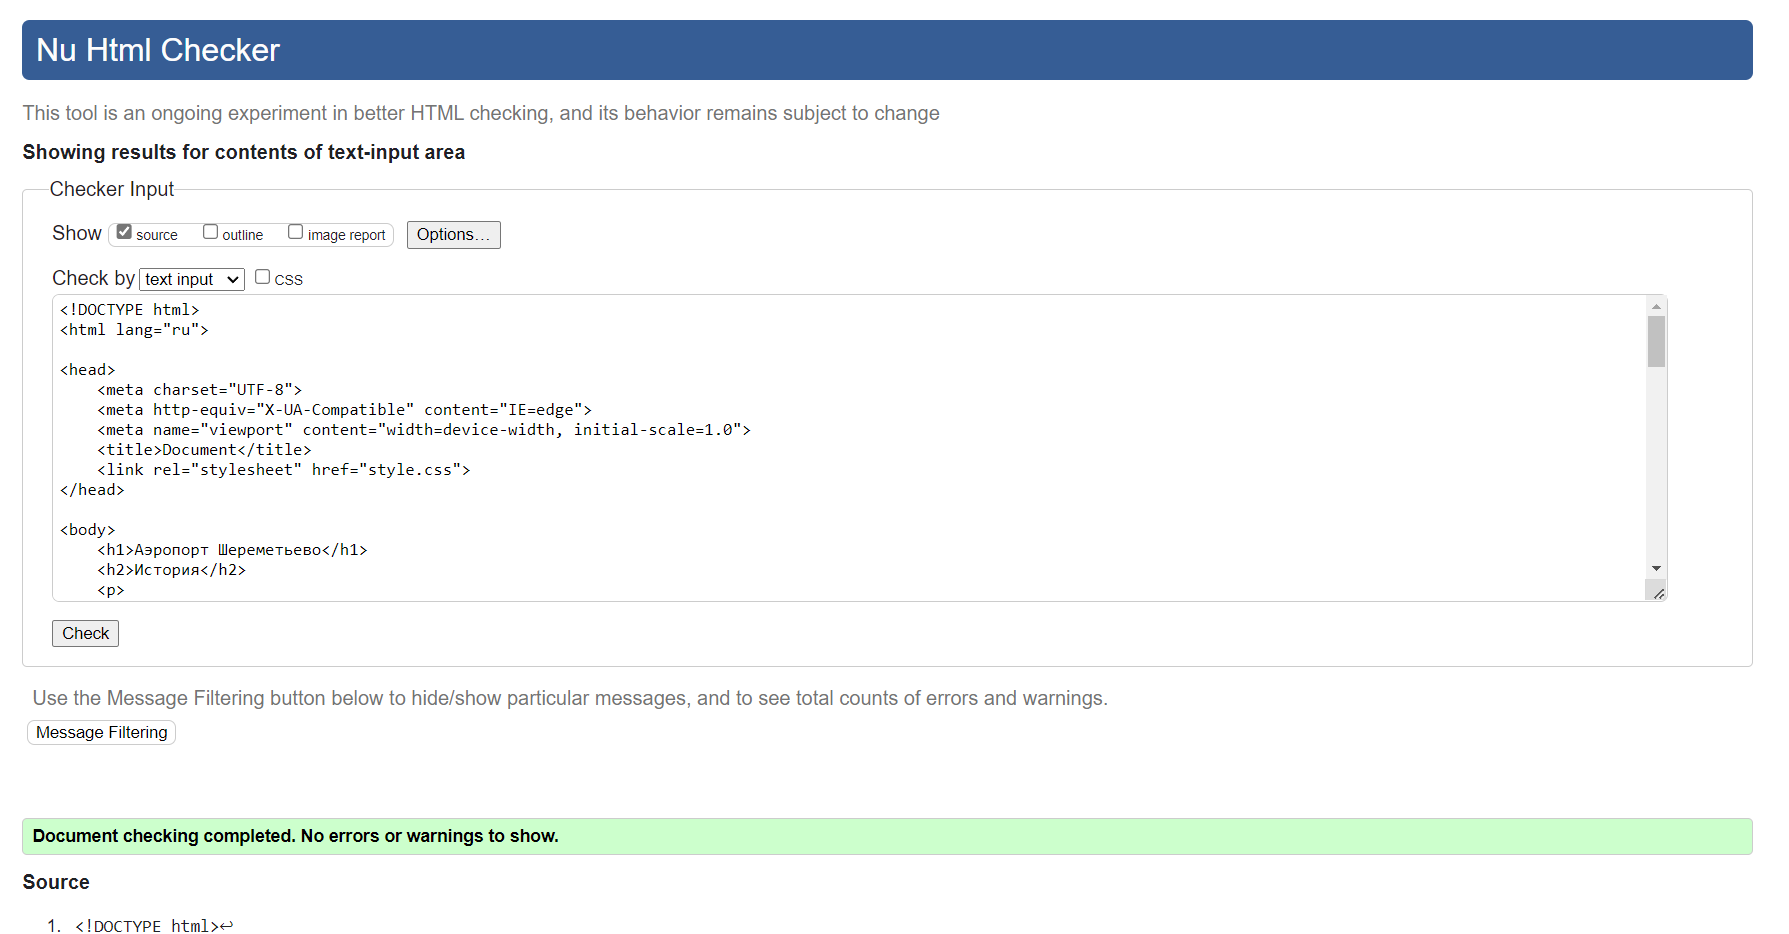 Nu Html Checker
This tool is an ongoing experiment in better HTML checking, and its behavior remains subject to change
Showing results for contents of text-input area
Checker Input
Show source outline image report Options...
Check by text input CSS
<!DOCTYPE html>
<html lang="ru">
<head>
    <meta charset="UTF-8">
    <meta http-equiv="X-UA-Compatible" content="IE=edge">
    <meta name="viewport" content="width=device-width, initial-scale=1.0">
    <title>Document</title>
    <link rel="stylesheet" href="style.css">
</head>
<body>
    <h1>Аэропорт Шереметьево</h1>
    <h2>История</h2>
    <p>
Check
Use the Message Filtering button below to hide/show particular messages, and to see total counts of errors and warnings.
Message Filtering
Document checking completed. No errors or warnings to show.
Source
1. <!DOCTYPE html>↩